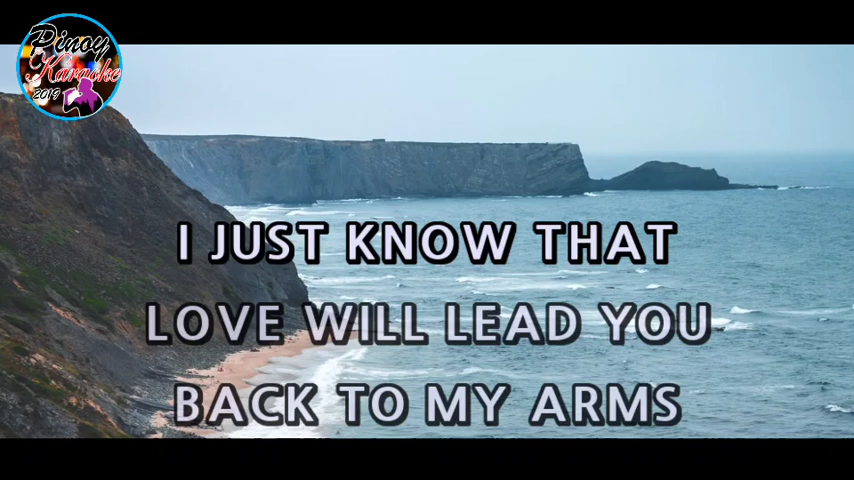 Pinoy
Karaoke
2019
I JUST KNOW THAT
LOVE WILL LEAD YOU
BACK TO MY ARMS